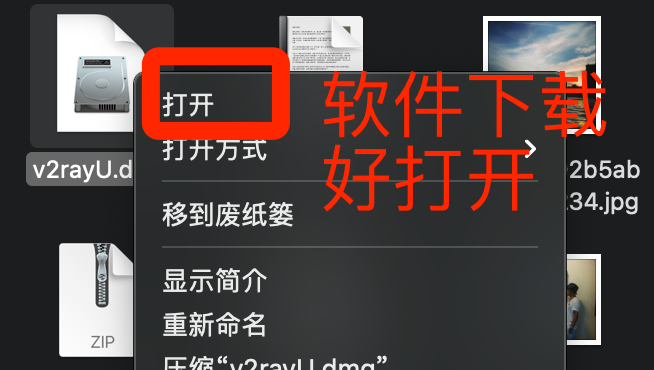 打开
软件下载
打开方式
好打开
v2rayU.d
2b5ab
34.jpg
移到废纸篓
显示简介
ZIP
重新命名
压缩“v2rayU.dmg”